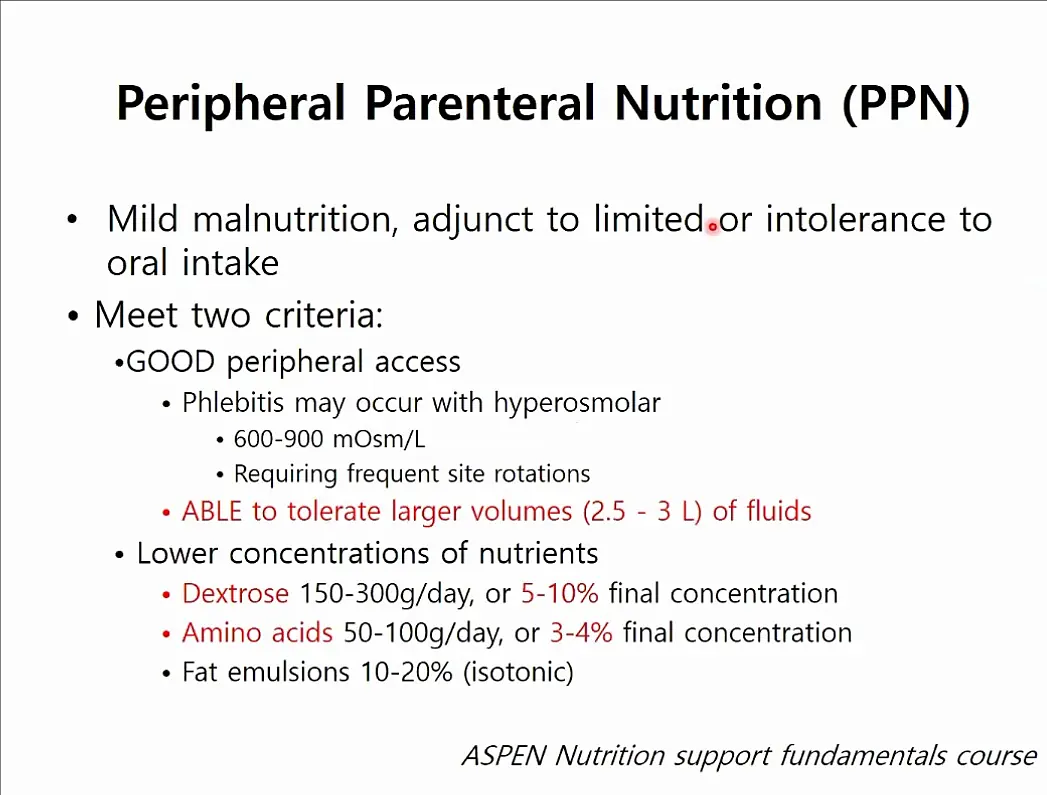 Peripheral Parenteral Nutrition (PPN)
• Mild malnutrition, adjunct to limited or intolerance to
oral intake
• Meet two criteria:
•GOOD peripheral access
• Phlebitis may occur with hyperosmolar
• 600-900 mOsm/L
• Requiring frequent site rotations
• ABLE to tolerate larger volumes (2.5 - 3 L) of fluids
• Lower concentrations of nutrients
• Dextrose 150-300g/day, or 5-10% final concentration
• Amino acids 50-100g/day, or 3-4% final concentration
• Fat emulsions 10-20% (isotonic)
ASPEN Nutrition support fundamentals course